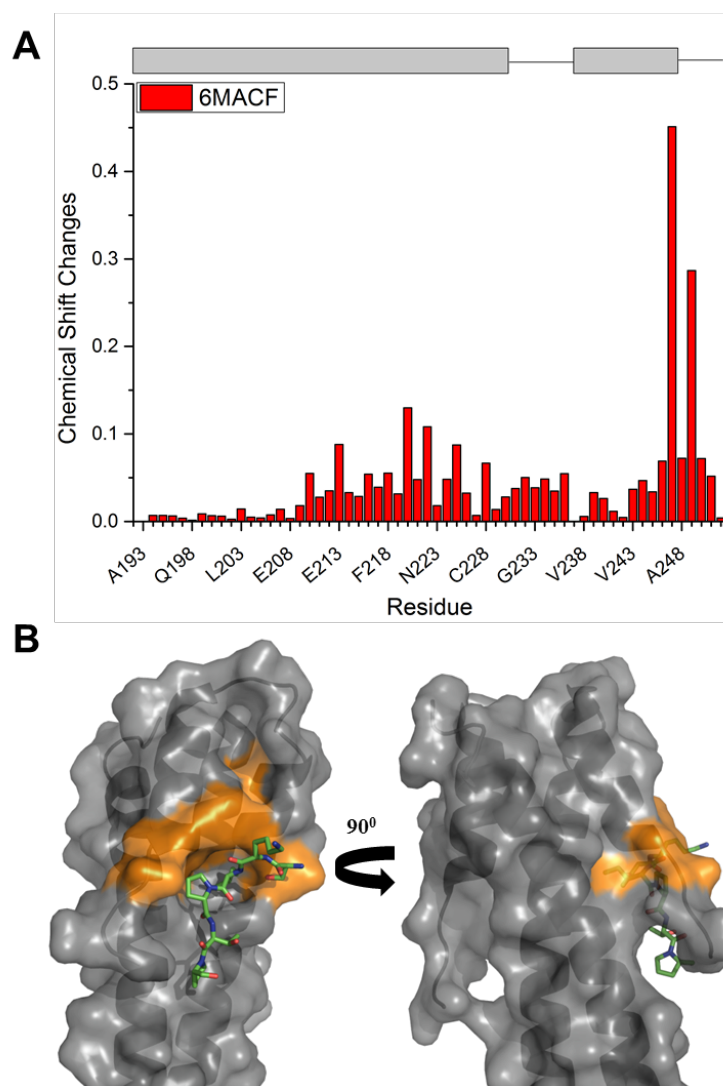 A
0.5
6MACF
0.4
0.3
0.2
0.1
0.0
Chemical Shift Changes
A193
Q198
L203
E208
E213
F218
N223
C228
G233
V238
V243
A248
Residue
B
90⁰